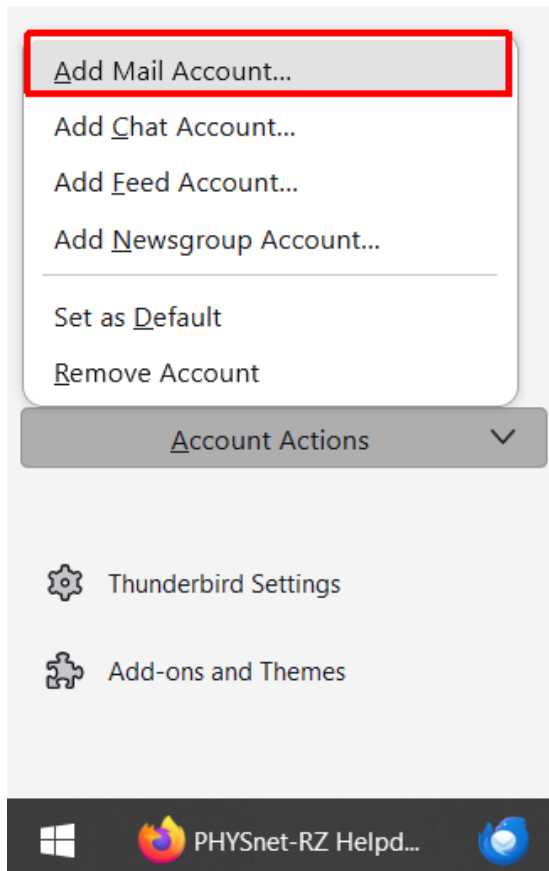 Add Mail Account...
Add Chat Account...
Add Feed Account...
Add Newsgroup Account...
Set as Default
Remove Account
Account Actions
Thunderbird Settings
Add-ons and Themes
PHYSnet-RZ Helpd...